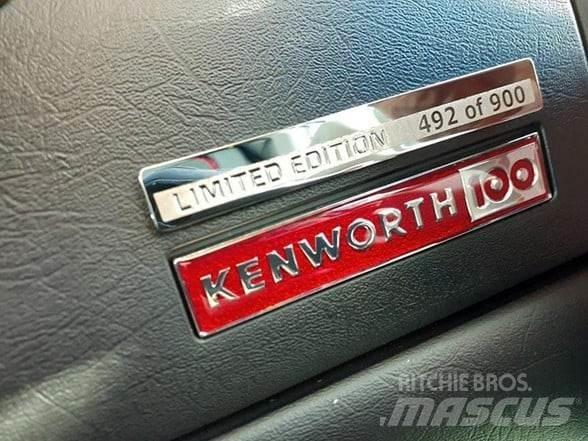 LIMITED EDITION 492 of 900
KENWORTH 100
RITCHIE BROS.
MASCUS